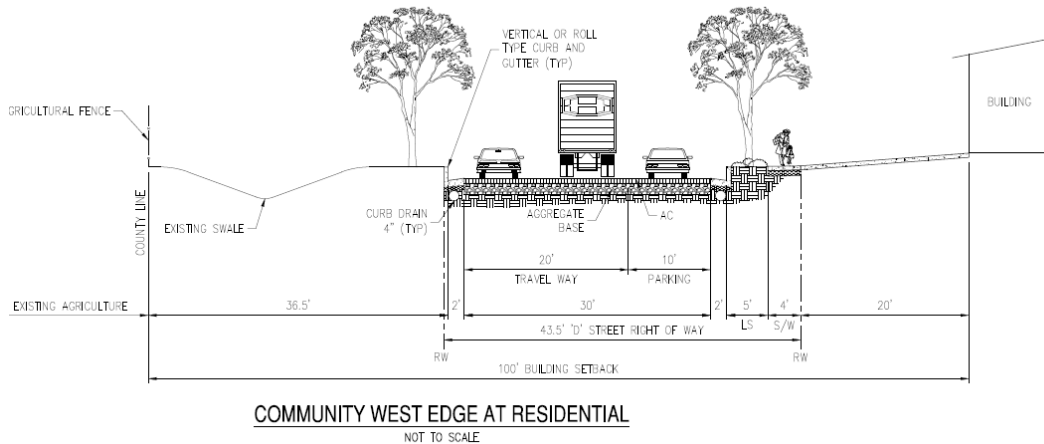 VERTICAL OR ROLL
TYPE CURB AND
GUTTER (TYP)
GRICULTURAL FENCE
BUILDING
COUNTY LINE
EXISTING SWALE
CURB DRAIN
4" (TYP)
AGGREGATE
BASE
AC
20'
10'
TRAVEL WAY
PARKING
EXISTING AGRICULTURE
36.5'
2'
30'
2'
5'
4'
20'
LS
S/W
43.5' 'D' STREET RIGHT OF WAY
RW
RW
100' BUILDING SETBACK
COMMUNITY WEST EDGE AT RESIDENTIAL
NOT TO SCALE